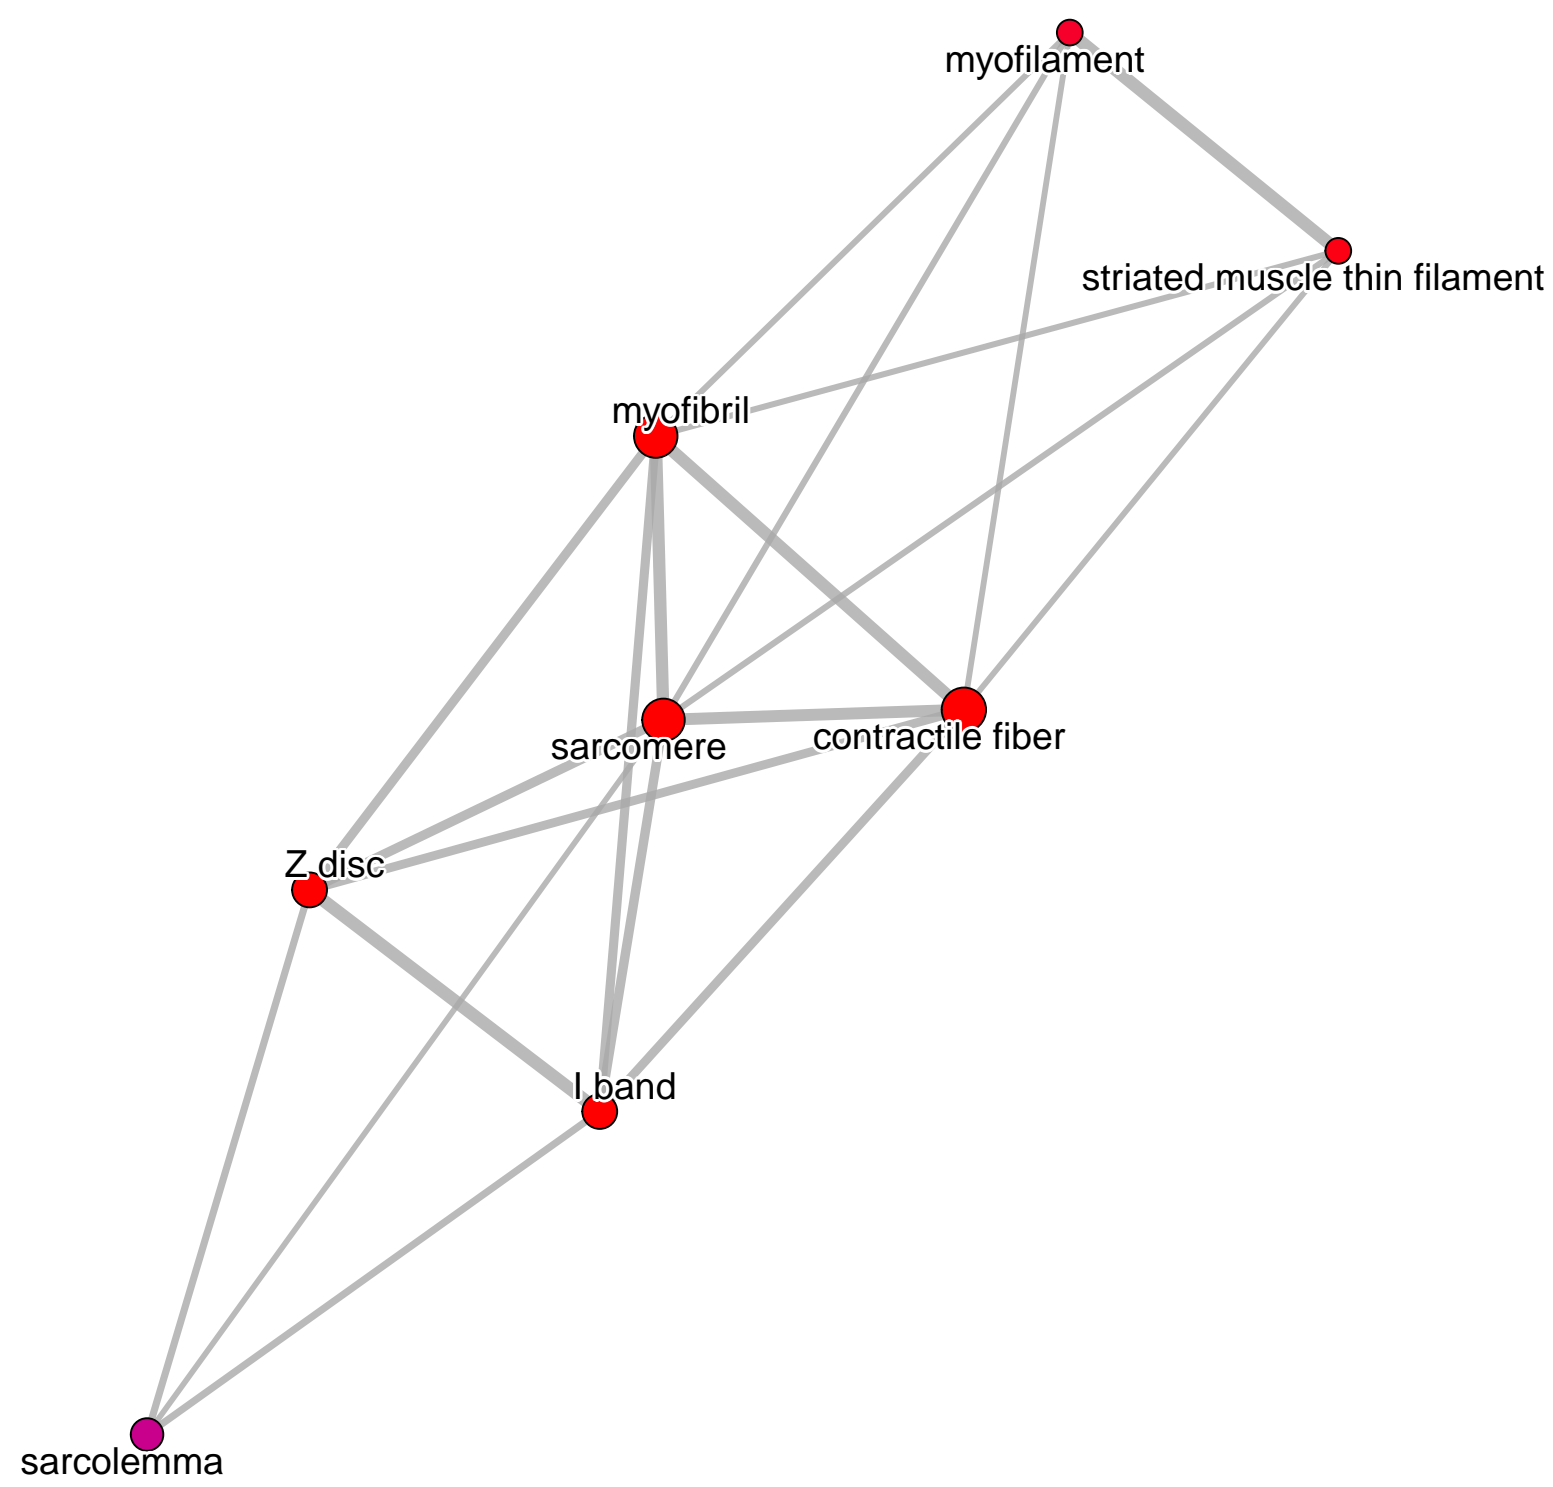 myofilament
striated muscle thin filament
myofibril
contractile fiber
sarcomere
Z disc
I band
sarcolemma